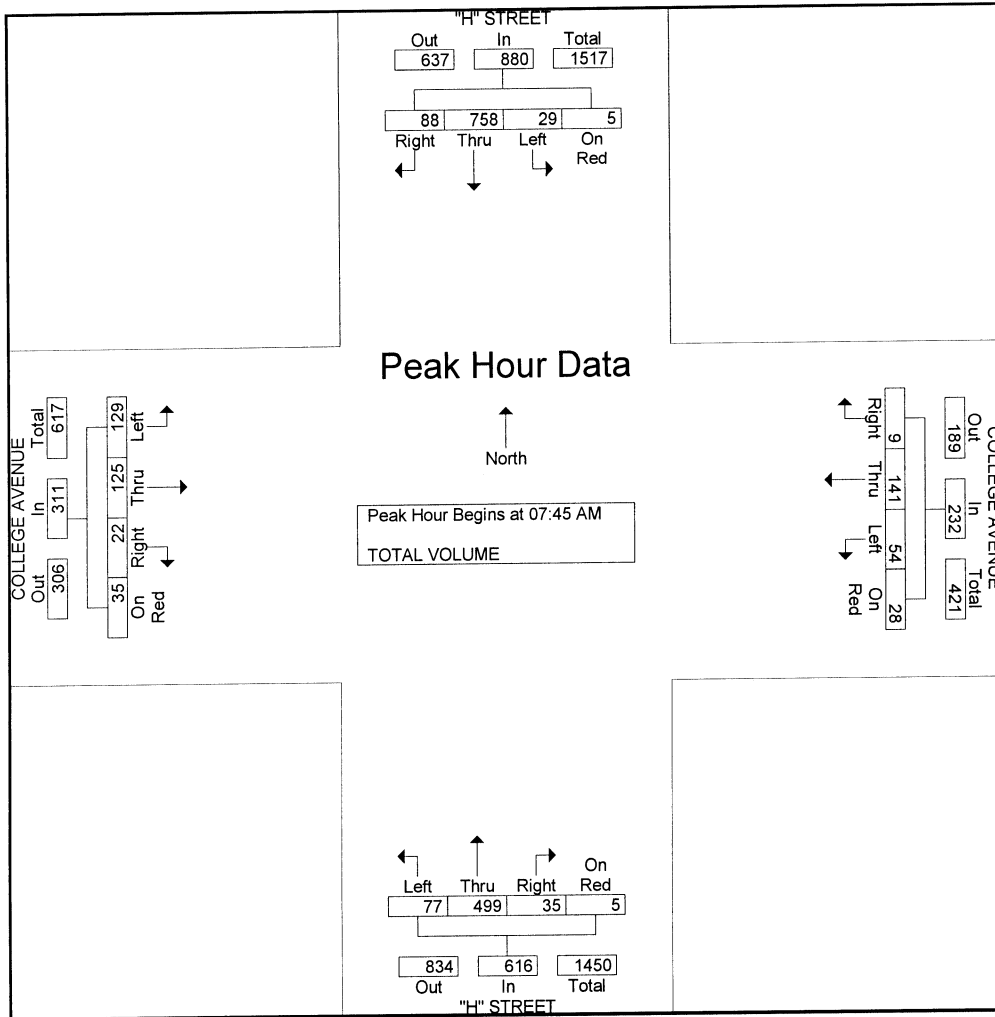 "H" STREET
Out In Total
637 880 1517
88 758 29 5
Right Thru Left On
Red
Peak Hour Data
North
Peak Hour Begins at 07:45 AM
TOTAL VOLUME
COLLEGE AVENUE
Out In Total
306 311 617
129 125 22 35
Left Thru Right On
Red
COLLEGE AVENUE
Out In Total
189 232 421
9 141 54 28
Right Thru Left On
Red
On
Left Thru Right Red
77 499 35 5
834 616 1450
Out In Total
"H" STREET